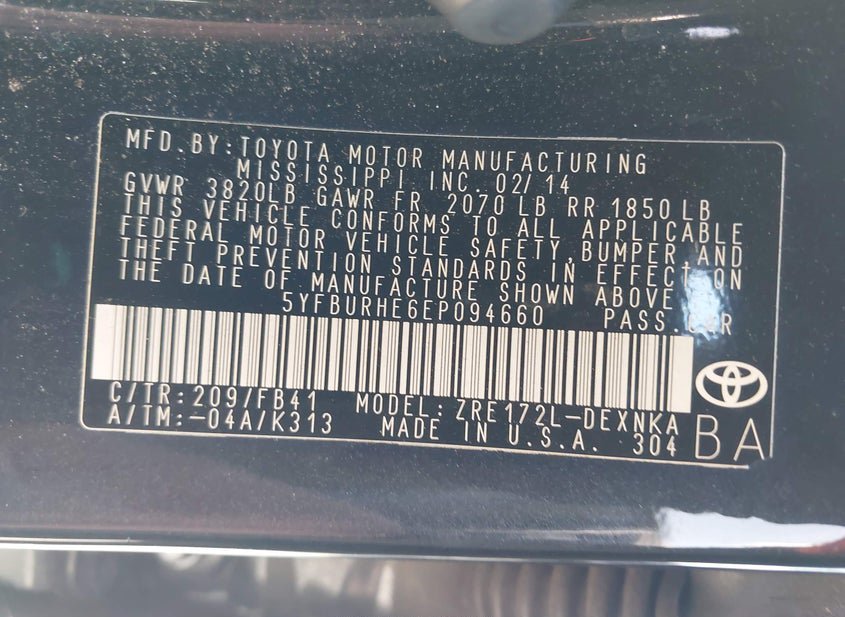 MFD.BY:TOYOTA MOTOR MANUFACTURING
MISSISSIPPI INC. 02/14
GVWR 3820LB GAWR FR 2070 LB RR 1850 LB
THIS VEHICLE CONFORMS TO ALL APPLICABLE
FEDERAL MOTOR VEHICLE SAFETY,BUMPER AND
THEFT PREVENTION STANDARDS IN EFFECT ON
THE DATE OF MANUFACTURE SHOWN ABOVE.
5YFBURHE6EP094660 PASS.CAR
C/TR:209/FB41 MODEL: ZRE172L-DEXNKA
A/TM:-04A/K313 MADE IN U.S.A. 304
BA